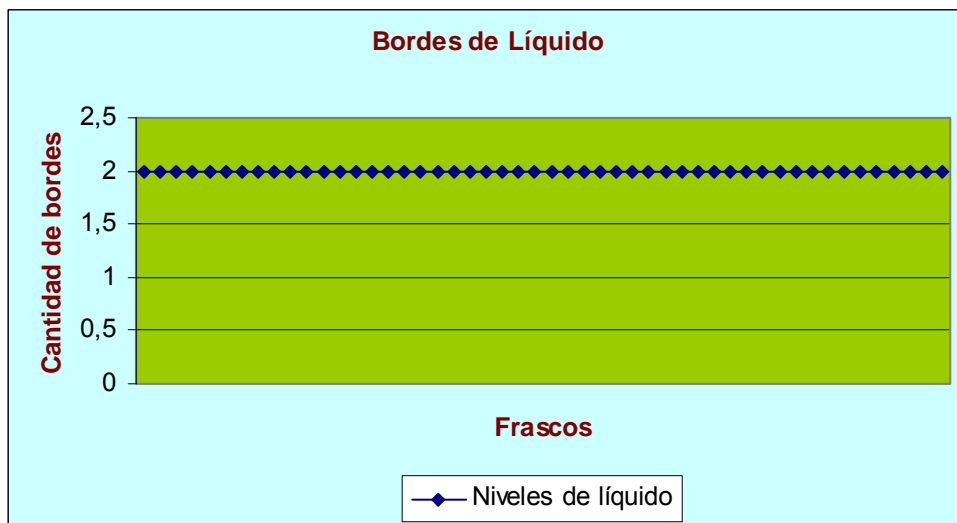 Bordes de Líquido
Cantidad de bordes
2,5
2
1,5
1
0,5
0
Frascos
Niveles de líquido